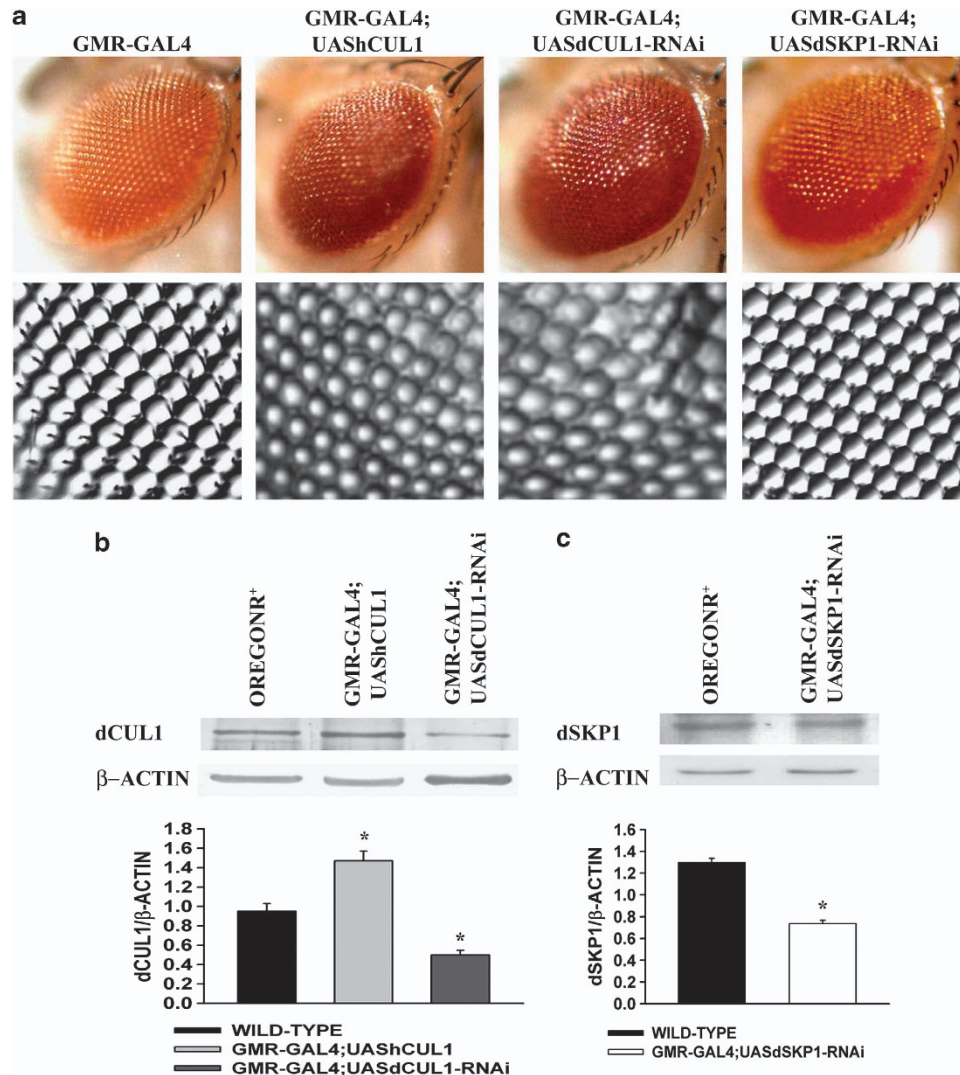 a
GMR-GAL4
GMR-GAL4;
UAShCUL1
GMR-GAL4;
UASdCUL1-RNAi
GMR-GAL4;
UASdSKP1-RNAi
b
OREGONR+
GMR-GAL4;
UAShCUL1
GMR-GAL4;
UASdCUL1-RNAi
dCUL1
β–ACTIN
dCUL1/β-ACTIN
1.8
1.6
1.4
1.2
1.0
0.8
0.6
0.4
0.2
0.0
*
*
WILD-TYPE
GMR-GAL4;UAShCUL1
GMR-GAL4;UASdCUL1-RNAi
c
OREGONR+
GMR-GAL4;
UASdSKP1-RNAi
dSKP1
β–ACTIN
dSKP1/β-ACTIN
1.6
1.4
1.2
1.0
0.8
0.6
0.4
0.2
0.0
*
WILD-TYPE
GMR-GAL4;UASdSKP1-RNAi